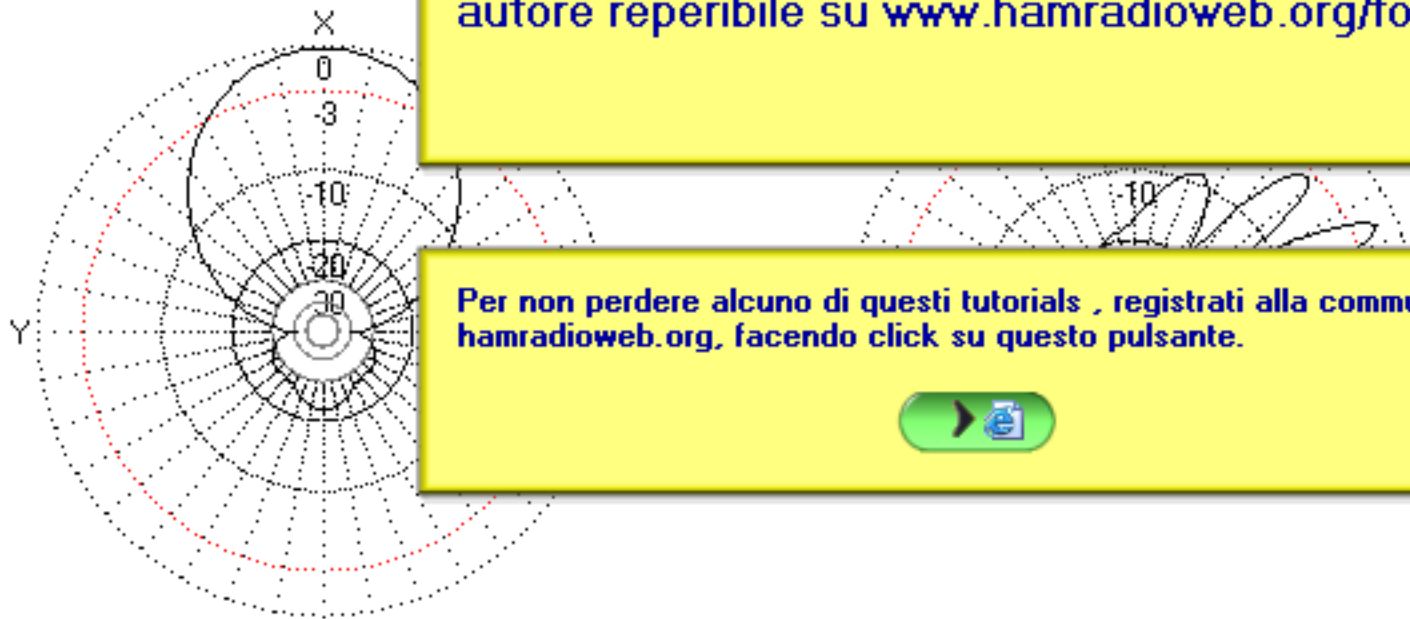 autore reperibile su www.hamradioweb.org/fo
X
0
-3
-10
-20
-30
Y
-10
Per non perdere alcuno di questi tutorials , registrati alla commu
hamradioweb.org, facendo click su questo pulsante.